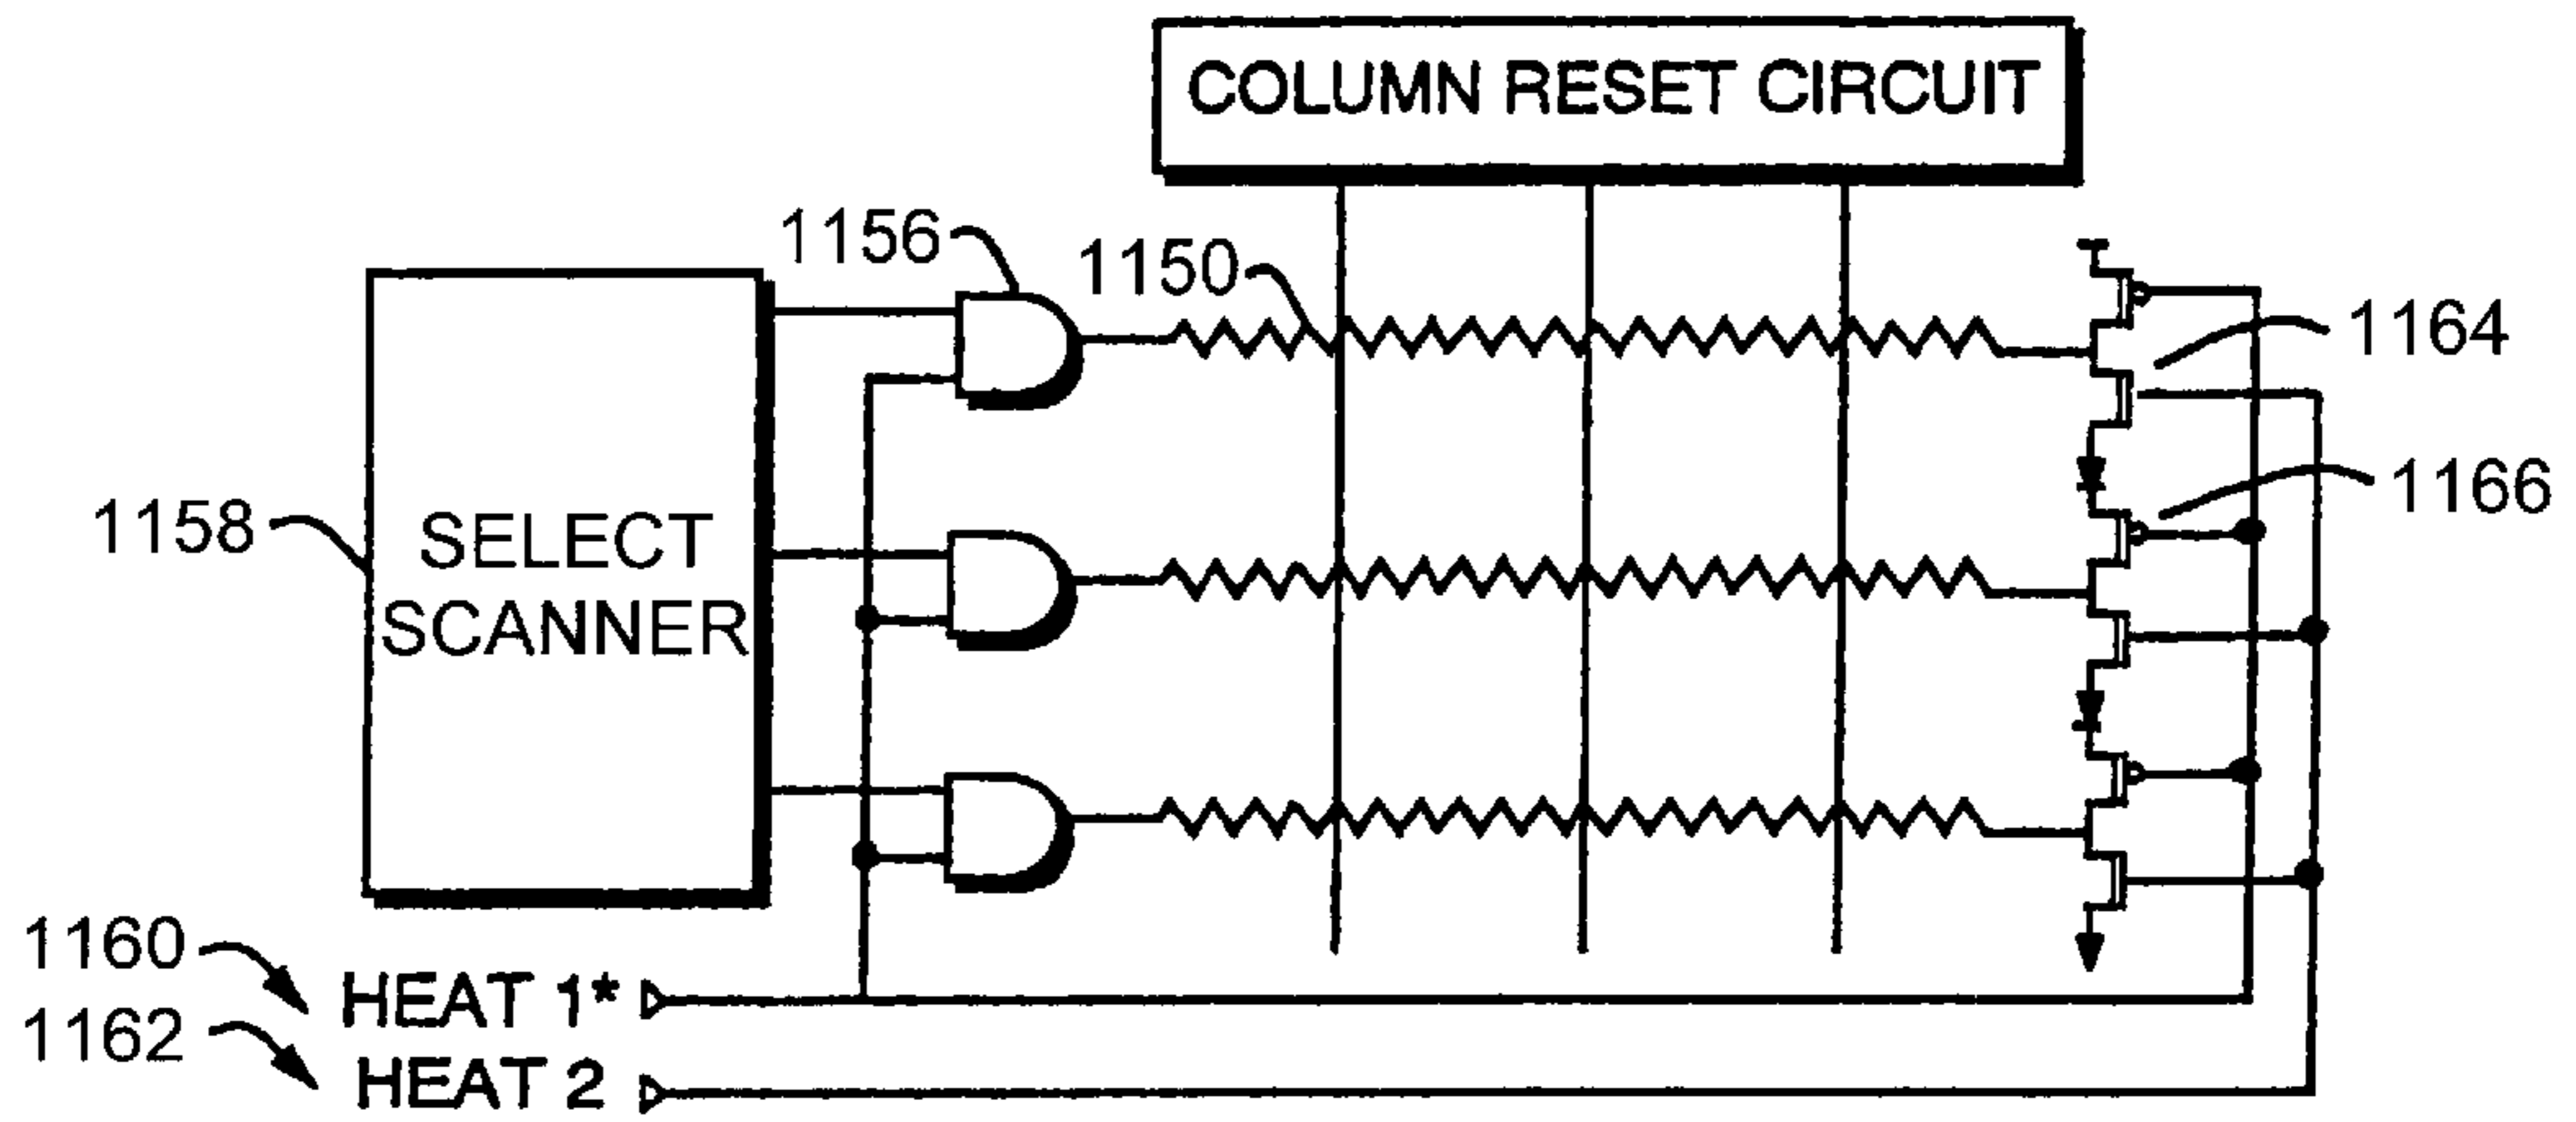 COLUMN RESET CIRCUIT
1156
1150
1164
1166
1158
SELECT
SCANNER
1160
HEAT 1*
1162
HEAT 2